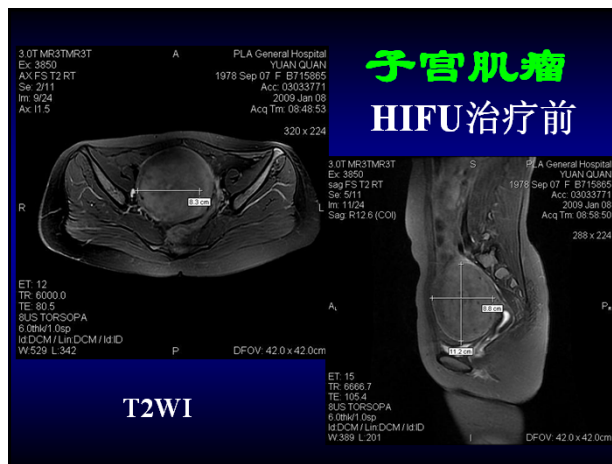 3.0T MR3TMR3T
Ex: 3850
AX FS T2 RT
Se: 2/11
Im: 9/24
Ax: I1.5
A
PLA General Hospital
YUAN QUAN
1978 Sep 07 F B715865
Acc: 03033771
2009 Jan 08
Acq Tm: 08:48:53
320 x 224
8.3 cm
R
L
ET: 12
TR: 6000.0
TE: 80.5
8US TORSOPA
6.0thk/1.0sp
Id:DCM / Lin:DCM / Id:ID
W:529 L:342
P
DFOV: 42.0 x 42.0cm
T2WI
子宫肌瘤
HIFU治疗前
3.0T MR3TMR3T
Ex: 3850
sag FS T2 RT
Se: 5/11
Im: 11/24
Sag: R12.6 (COI)
S
PLA General Hospital
YUAN QUAN
1978 Sep 07 F B715865
Acc: 03033771
2009 Jan 08
Acq Tm: 08:58:50
288 x 224
AL
8.8 cm
11.2 cm
ET: 15
TR: 6666.7
TE: 105.4
8US TORSOPA
6.0thk/1.0sp
Id:DCM / Lin:DCM / Id:ID
W:389 L:201
I
DFOV: 42.0 x 42.0cm